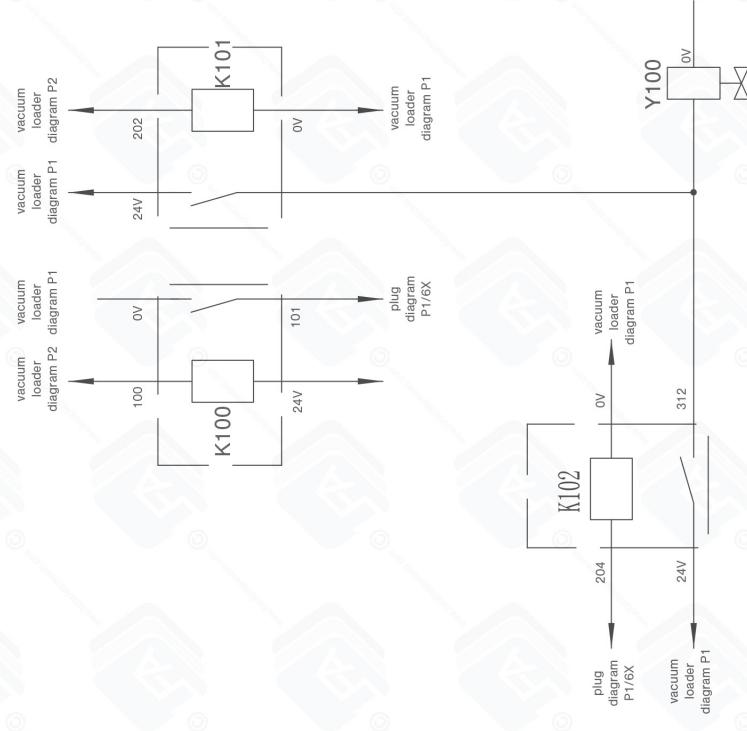 vacuum
loader
diagram P2
202
K101
0V
vacuum
loader
diagram P1
vacuum
loader
diagram P1
24V
vacuum
loader
diagram P1
0V
101
plug
diagram
P1/6X
vacuum
loader
diagram P2
100
K100
24V
Y100
0V
vacuum
loader
diagram P1
0V
312
K102
204
24V
plug
diagram
P1/6X
vacuum
loader
diagram P1